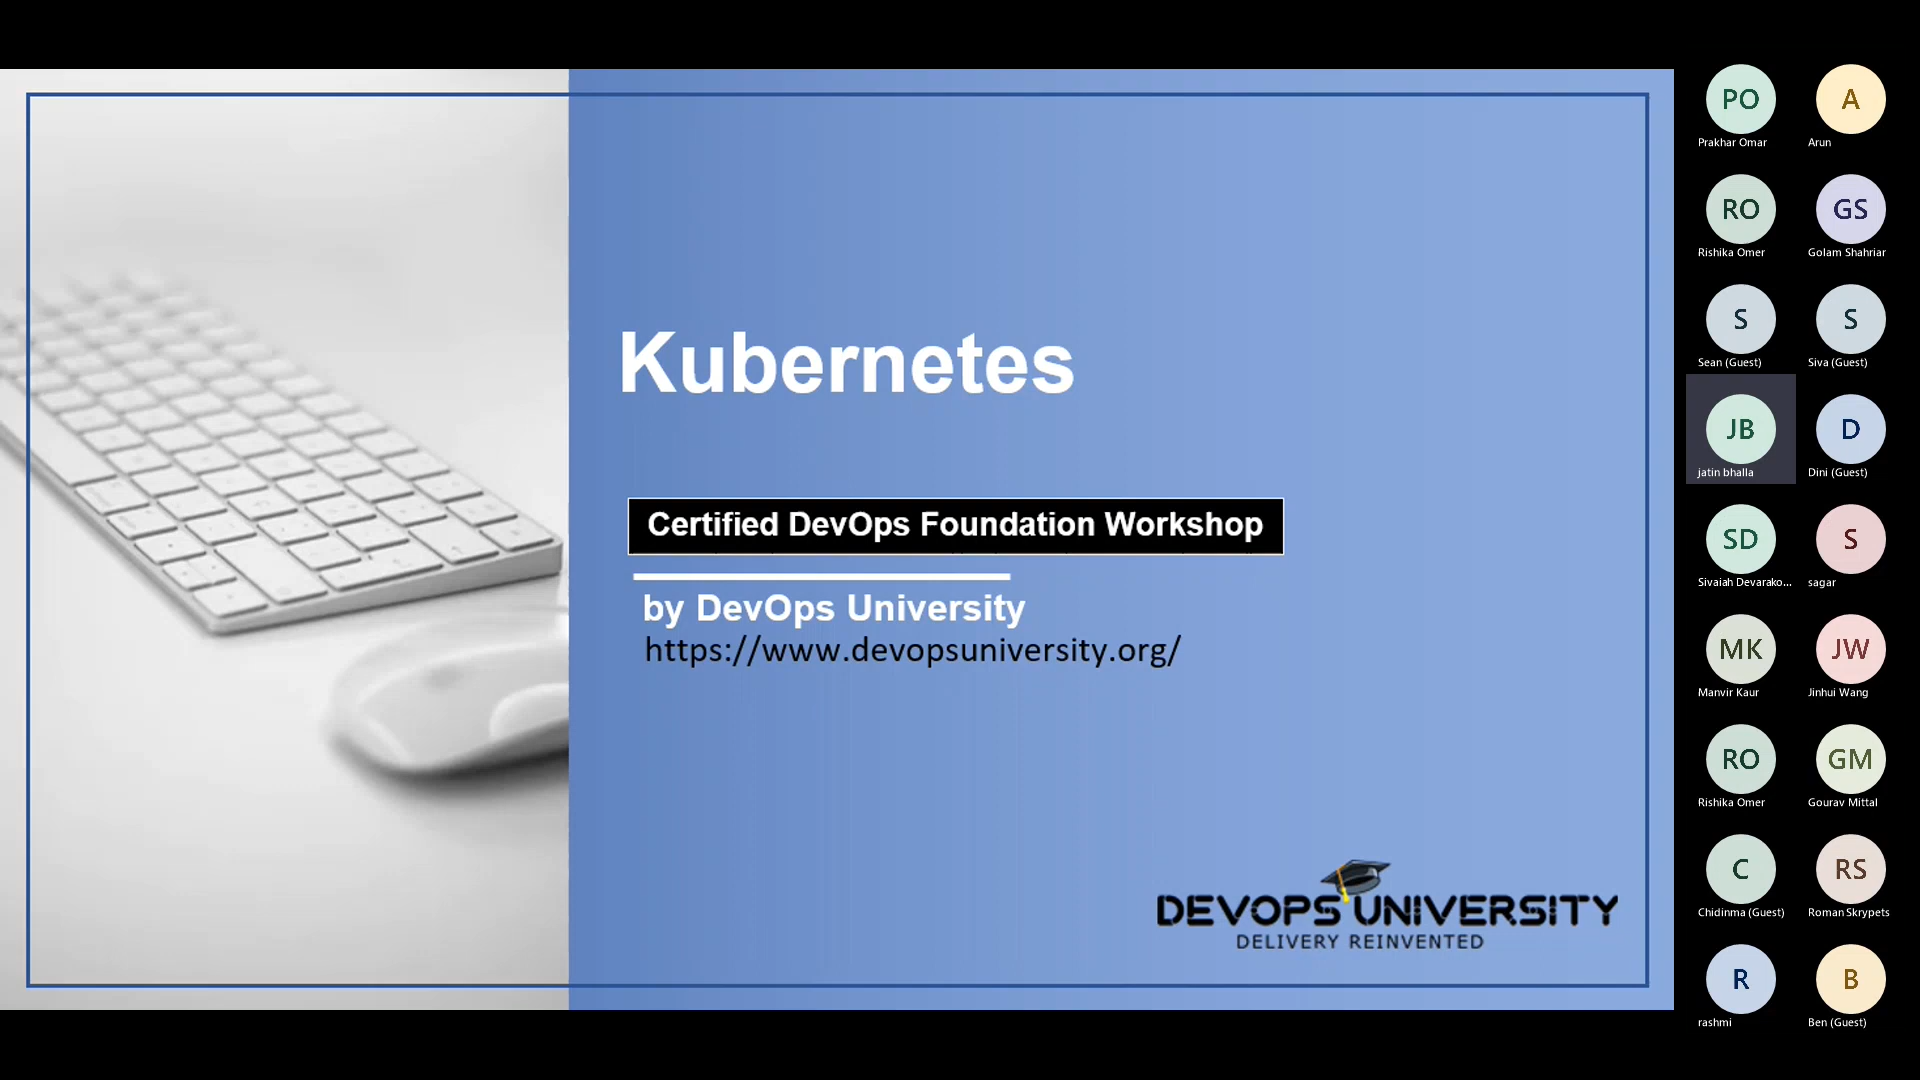 Kubernetes
Certified DevOps Foundation Workshop
by DevOps University
https://www.devopsuniversity.org/
DEVOPS UNIVERSITY
DELIVERY REINVENTED
PO
Prakhar Omar
A
Arun
RO
Rishika Omer
GS
Golam Shahriar
S
Sean (Guest)
S
Siva (Guest)
JB
jatin bhalla
D
Dini (Guest)
SD
Sivaiah Devarako...
S
sagar
MK
Manvir Kaur
JW
Jinhui Wang
RO
Rishika Omer
GM
Gourav Mittal
C
Chidinma (Guest)
RS
Roman Skrypets
R
rashmi
B
Ben (Guest)